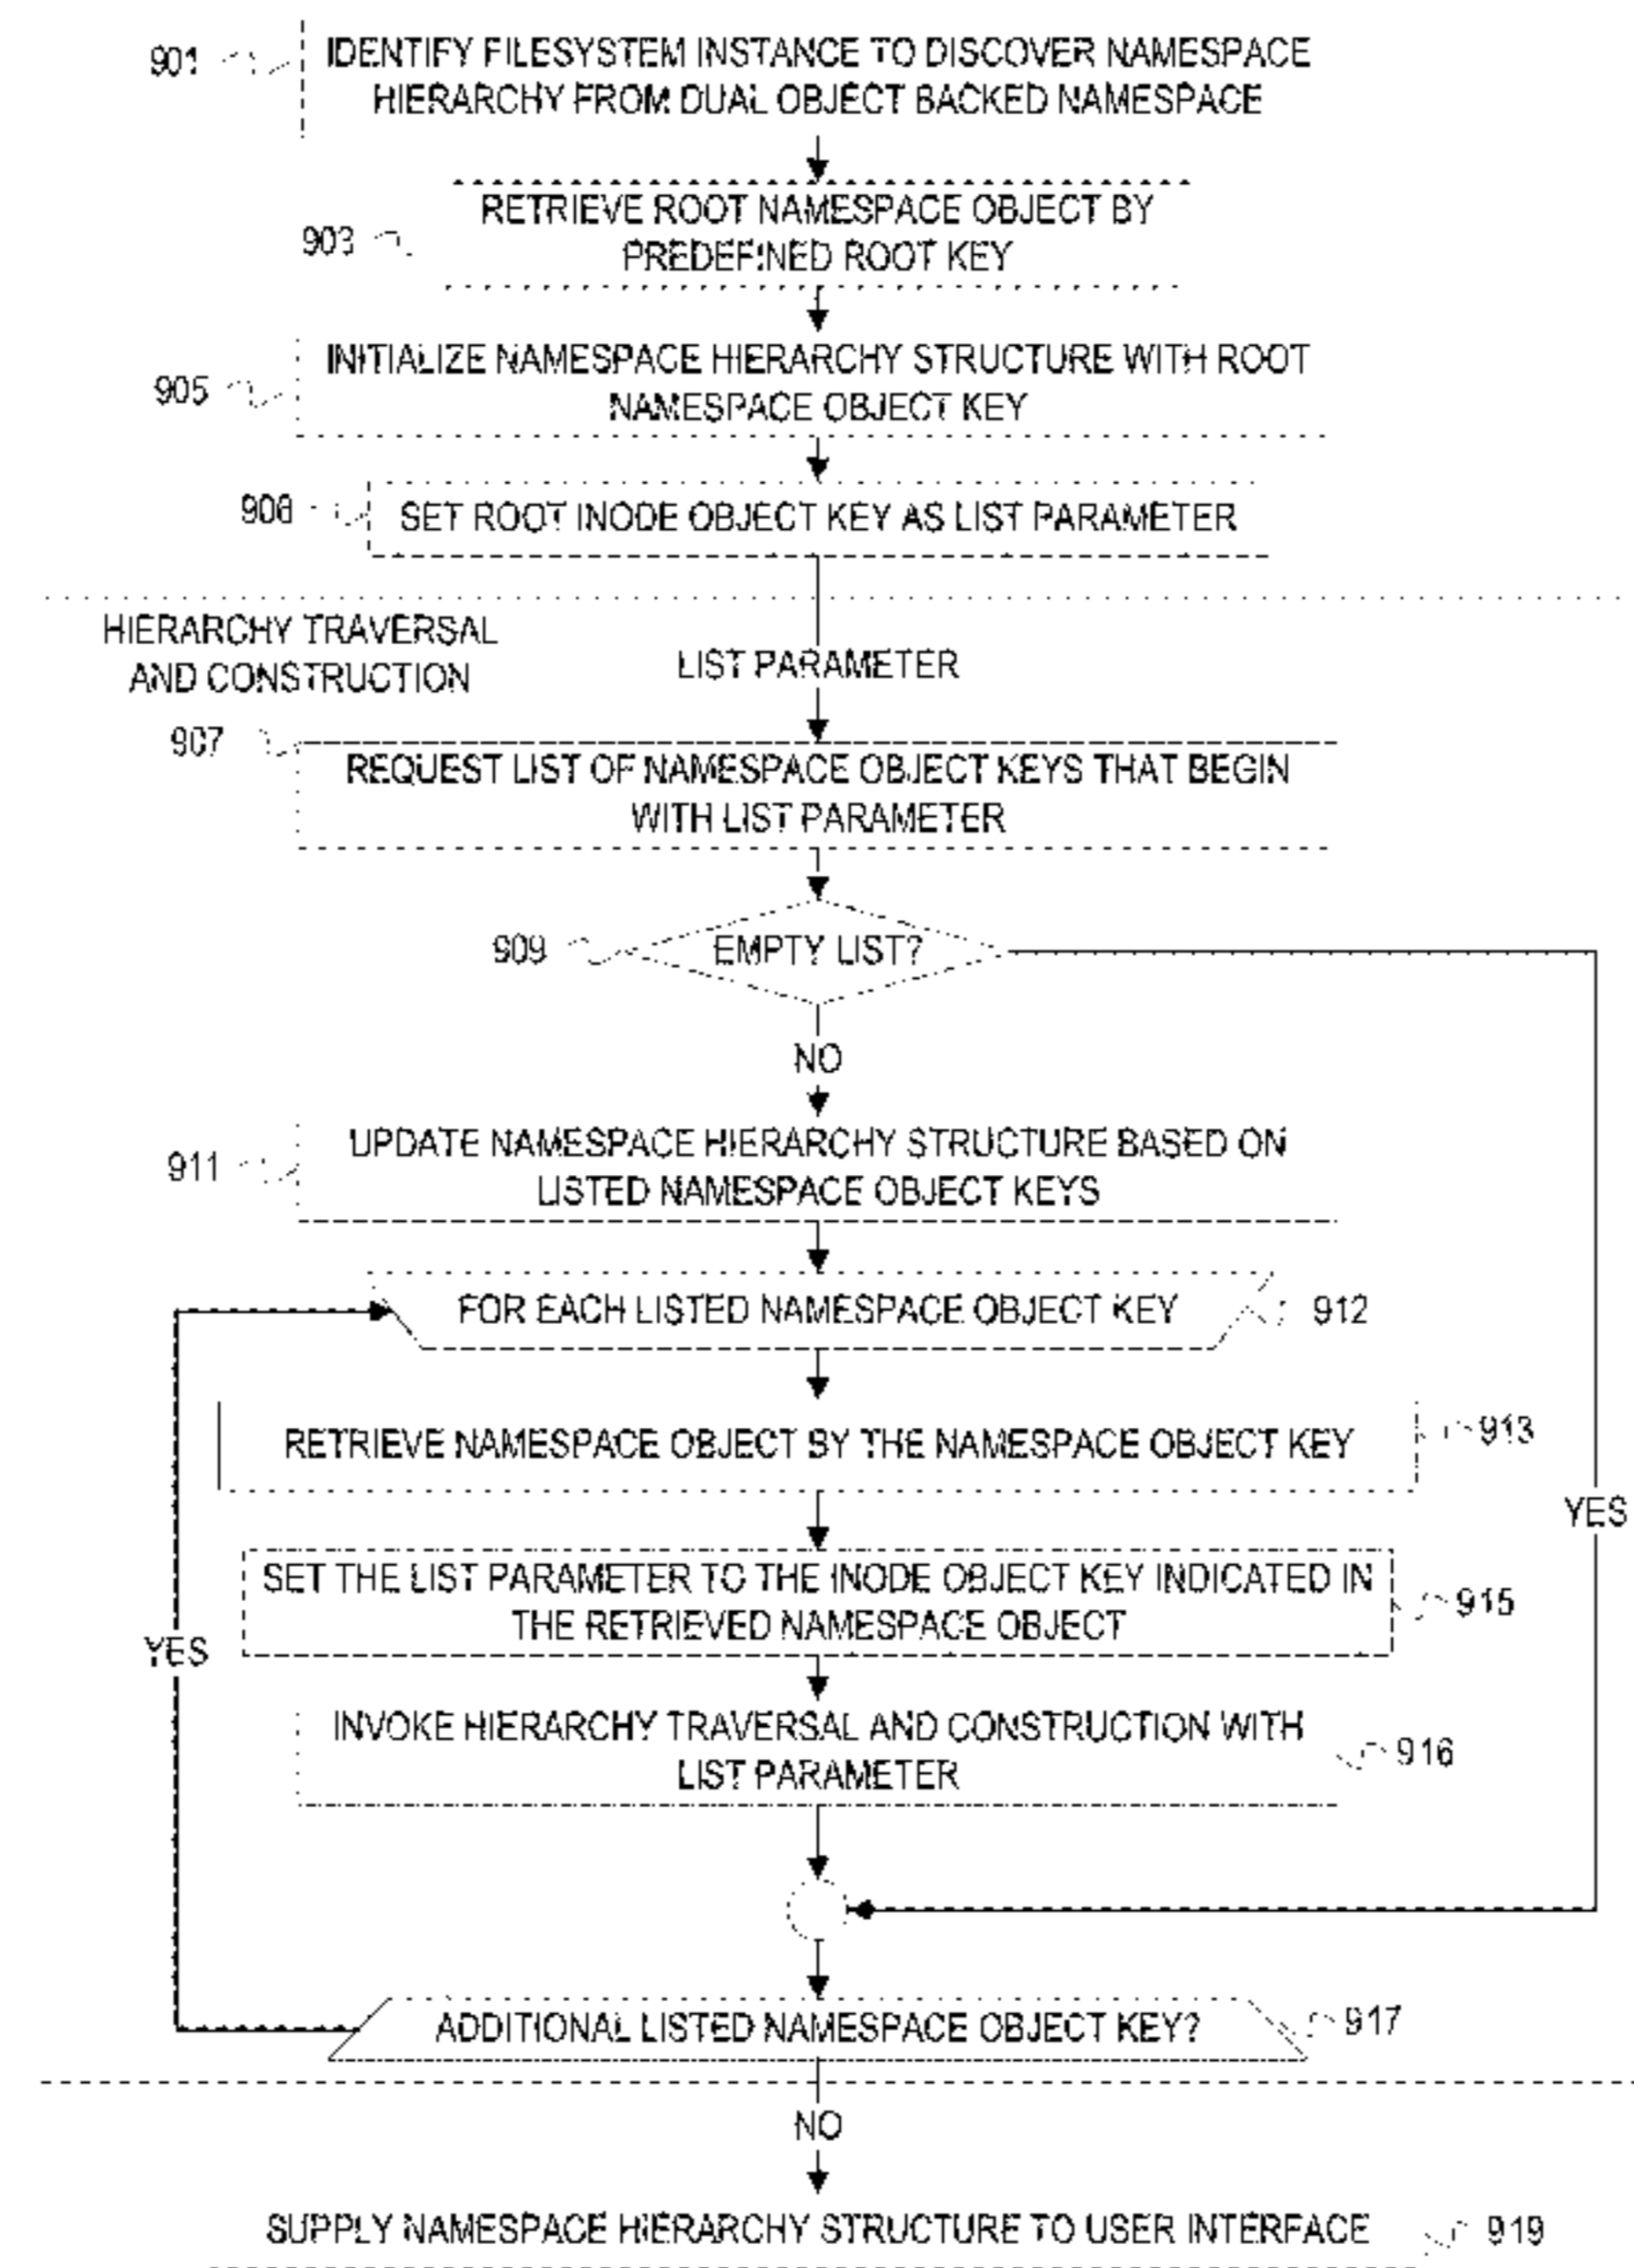 901
IDENTIFY FILESYSTEM INSTANCE TO DISCOVER NAMESPACE
HIERARCHY FROM DUAL OBJECT BACKED NAMESPACE
RETRIEVE ROOT NAMESPACE OBJECT BY
903
PREDEFINED ROOT KEY
INITIALIZE NAMESPACE HIERARCHY STRUCTURE WITH ROOT
905
NAMESPACE OBJECT KEY
906
SET ROOT INODE OBJECT KEY AS LIST PARAMETER
HIERARCHY TRAVERSAL
AND CONSTRUCTION
LIST PARAMETER
907
REQUEST LIST OF NAMESPACE OBJECT KEYS THAT BEGIN
WITH LIST PARAMETER
909
EMPTY LIST?
NO
UPDATE NAMESPACE HIERARCHY STRUCTURE BASED ON
911
LISTED NAMESPACE OBJECT KEYS
FOR EACH LISTED NAMESPACE OBJECT KEY
912
RETRIEVE NAMESPACE OBJECT BY THE NAMESPACE OBJECT KEY
913
YES
SET THE LIST PARAMETER TO THE INODE OBJECT KEY INDICATED IN
915
THE RETRIEVED NAMESPACE OBJECT
YES
INVOKE HIERARCHY TRAVERSAL AND CONSTRUCTION WITH
916
LIST PARAMETER
ADDITIONAL LISTED NAMESPACE OBJECT KEY?
917
NO
SUPPLY NAMESPACE HIERARCHY STRUCTURE TO USER INTERFACE
919